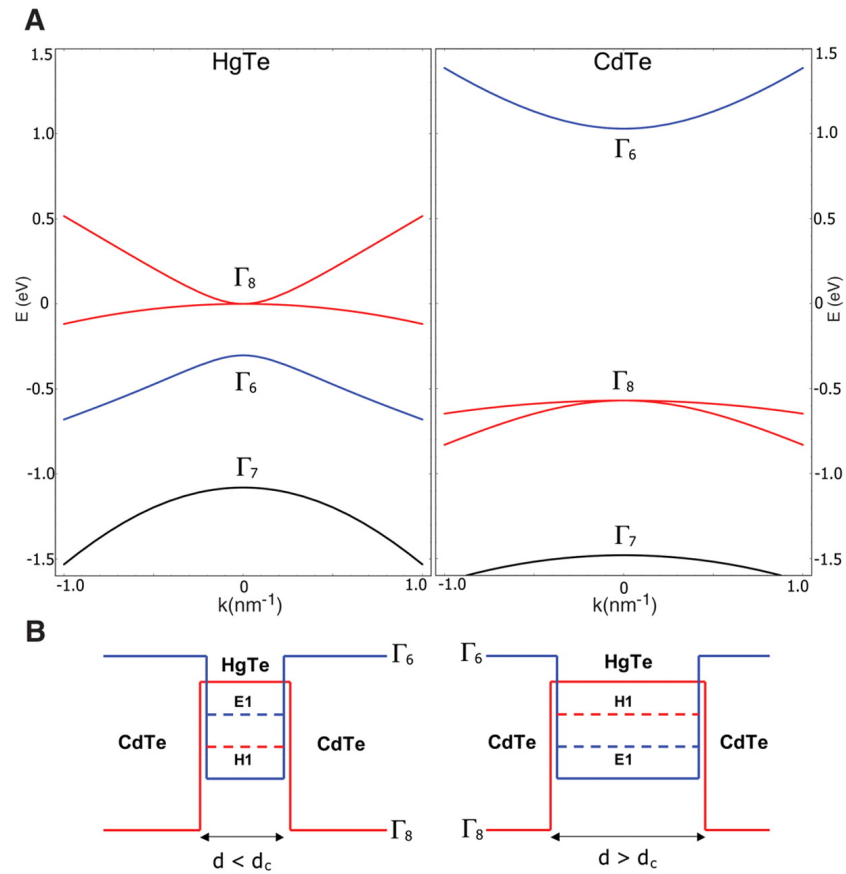 A
HgTe
CdTe
1.5
1.0
0.5
0
-0.5
-1.0
-1.5
E (eV)
Γ8
Γ6
Γ7
-1.0
0
1.0
k(nm⁻¹)
Γ6
Γ8
Γ7
-1.0
0
1.0
k(nm⁻¹)
1.5
1.0
0.5
0
-0.5
-1.0
-1.5
E (eV)
B
HgTe
Γ6
E1
CdTe
CdTe
H1
Γ8
d < dc
Γ6
HgTe
H1
CdTe
CdTe
E1
Γ8
d > dc